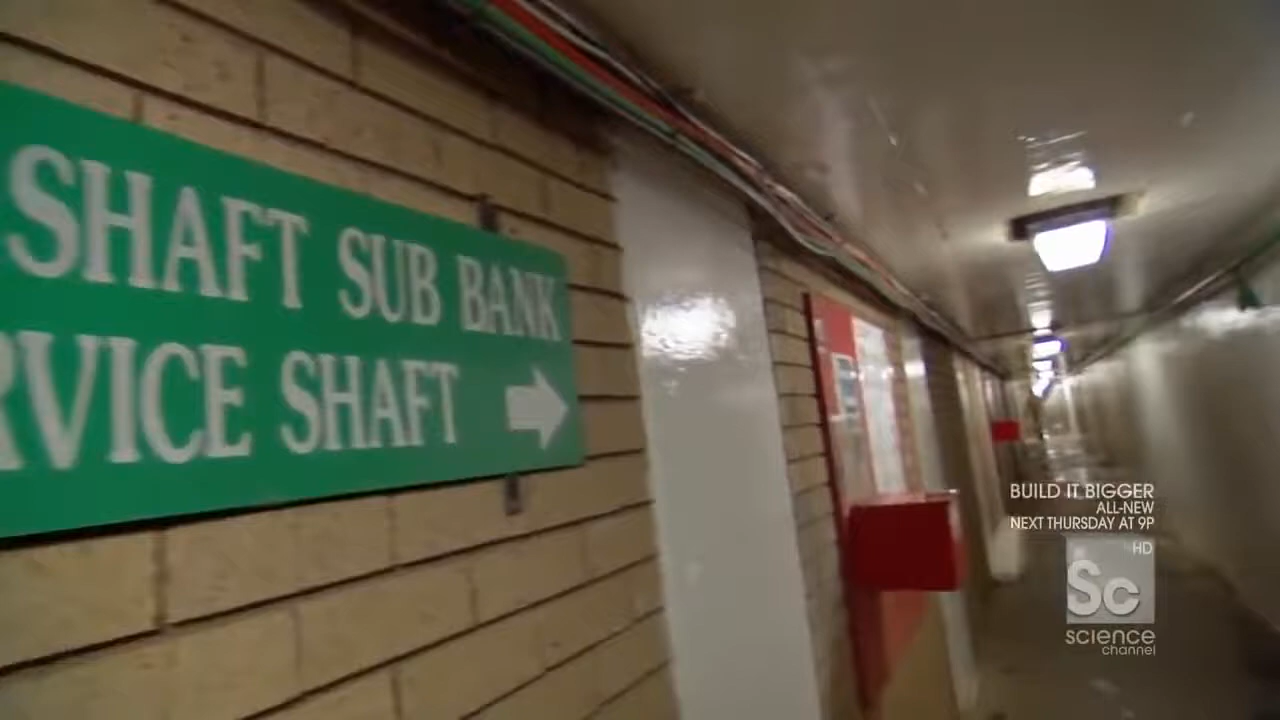 SHAFT SUB BANK
RVICE SHAFT
BUILD IT BIGGER
ALL-NEW
NEXT THURSDAY AT 9P
HD
Sc
science
channel